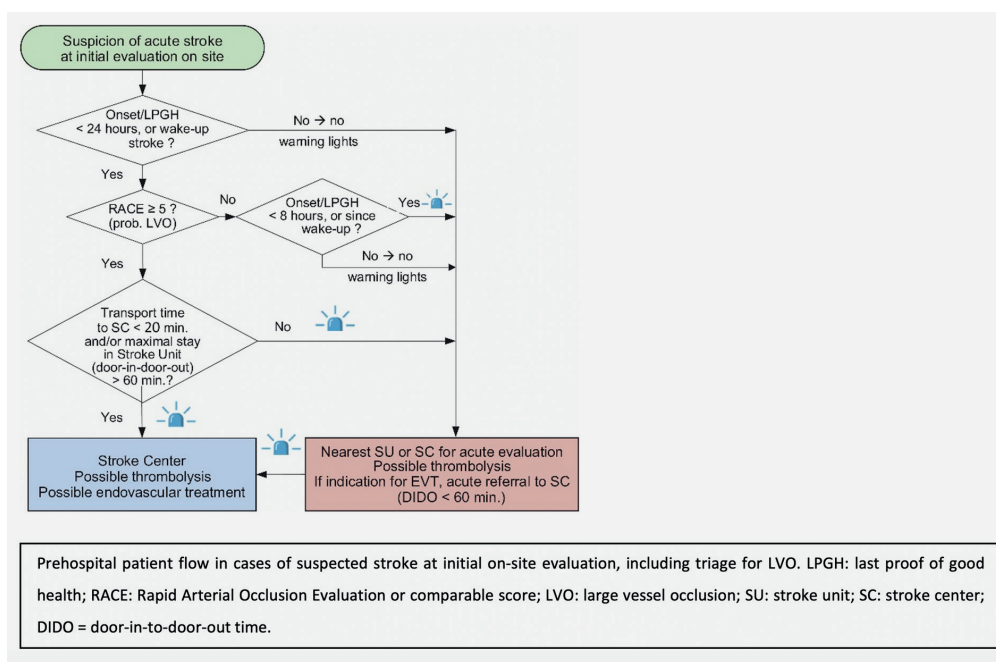 Suspicion of acute stroke
at initial evaluation on site
Onset/LPGH
< 24 hours, or wake-up
stroke ?
No → no
warning lights
Yes
RACE ≥ 5 ?
(prob. LVO)
No
Onset/LPGH
< 8 hours, or since
wake-up ?
Yes
No → no
warning lights
Yes
Transport time
to SC < 20 min.
and/or maximal stay
in Stroke Unit
(door-in-door-out)
> 60 min.?
No
Yes
Stroke Center
Possible thrombolysis
Possible endovascular treatment
Nearest SU or SC for acute evaluation
Possible thrombolysis
If indication for EVT, acute referral to SC
(DIDO < 60 min.)
Prehospital patient flow in cases of suspected stroke at initial on-site evaluation, including triage for LVO. LPGH: last proof of good
health; RACE: Rapid Arterial Occlusion Evaluation or comparable score; LVO: large vessel occlusion; SU: stroke unit; SC: stroke center;
DIDO = door-in-to-door-out time.